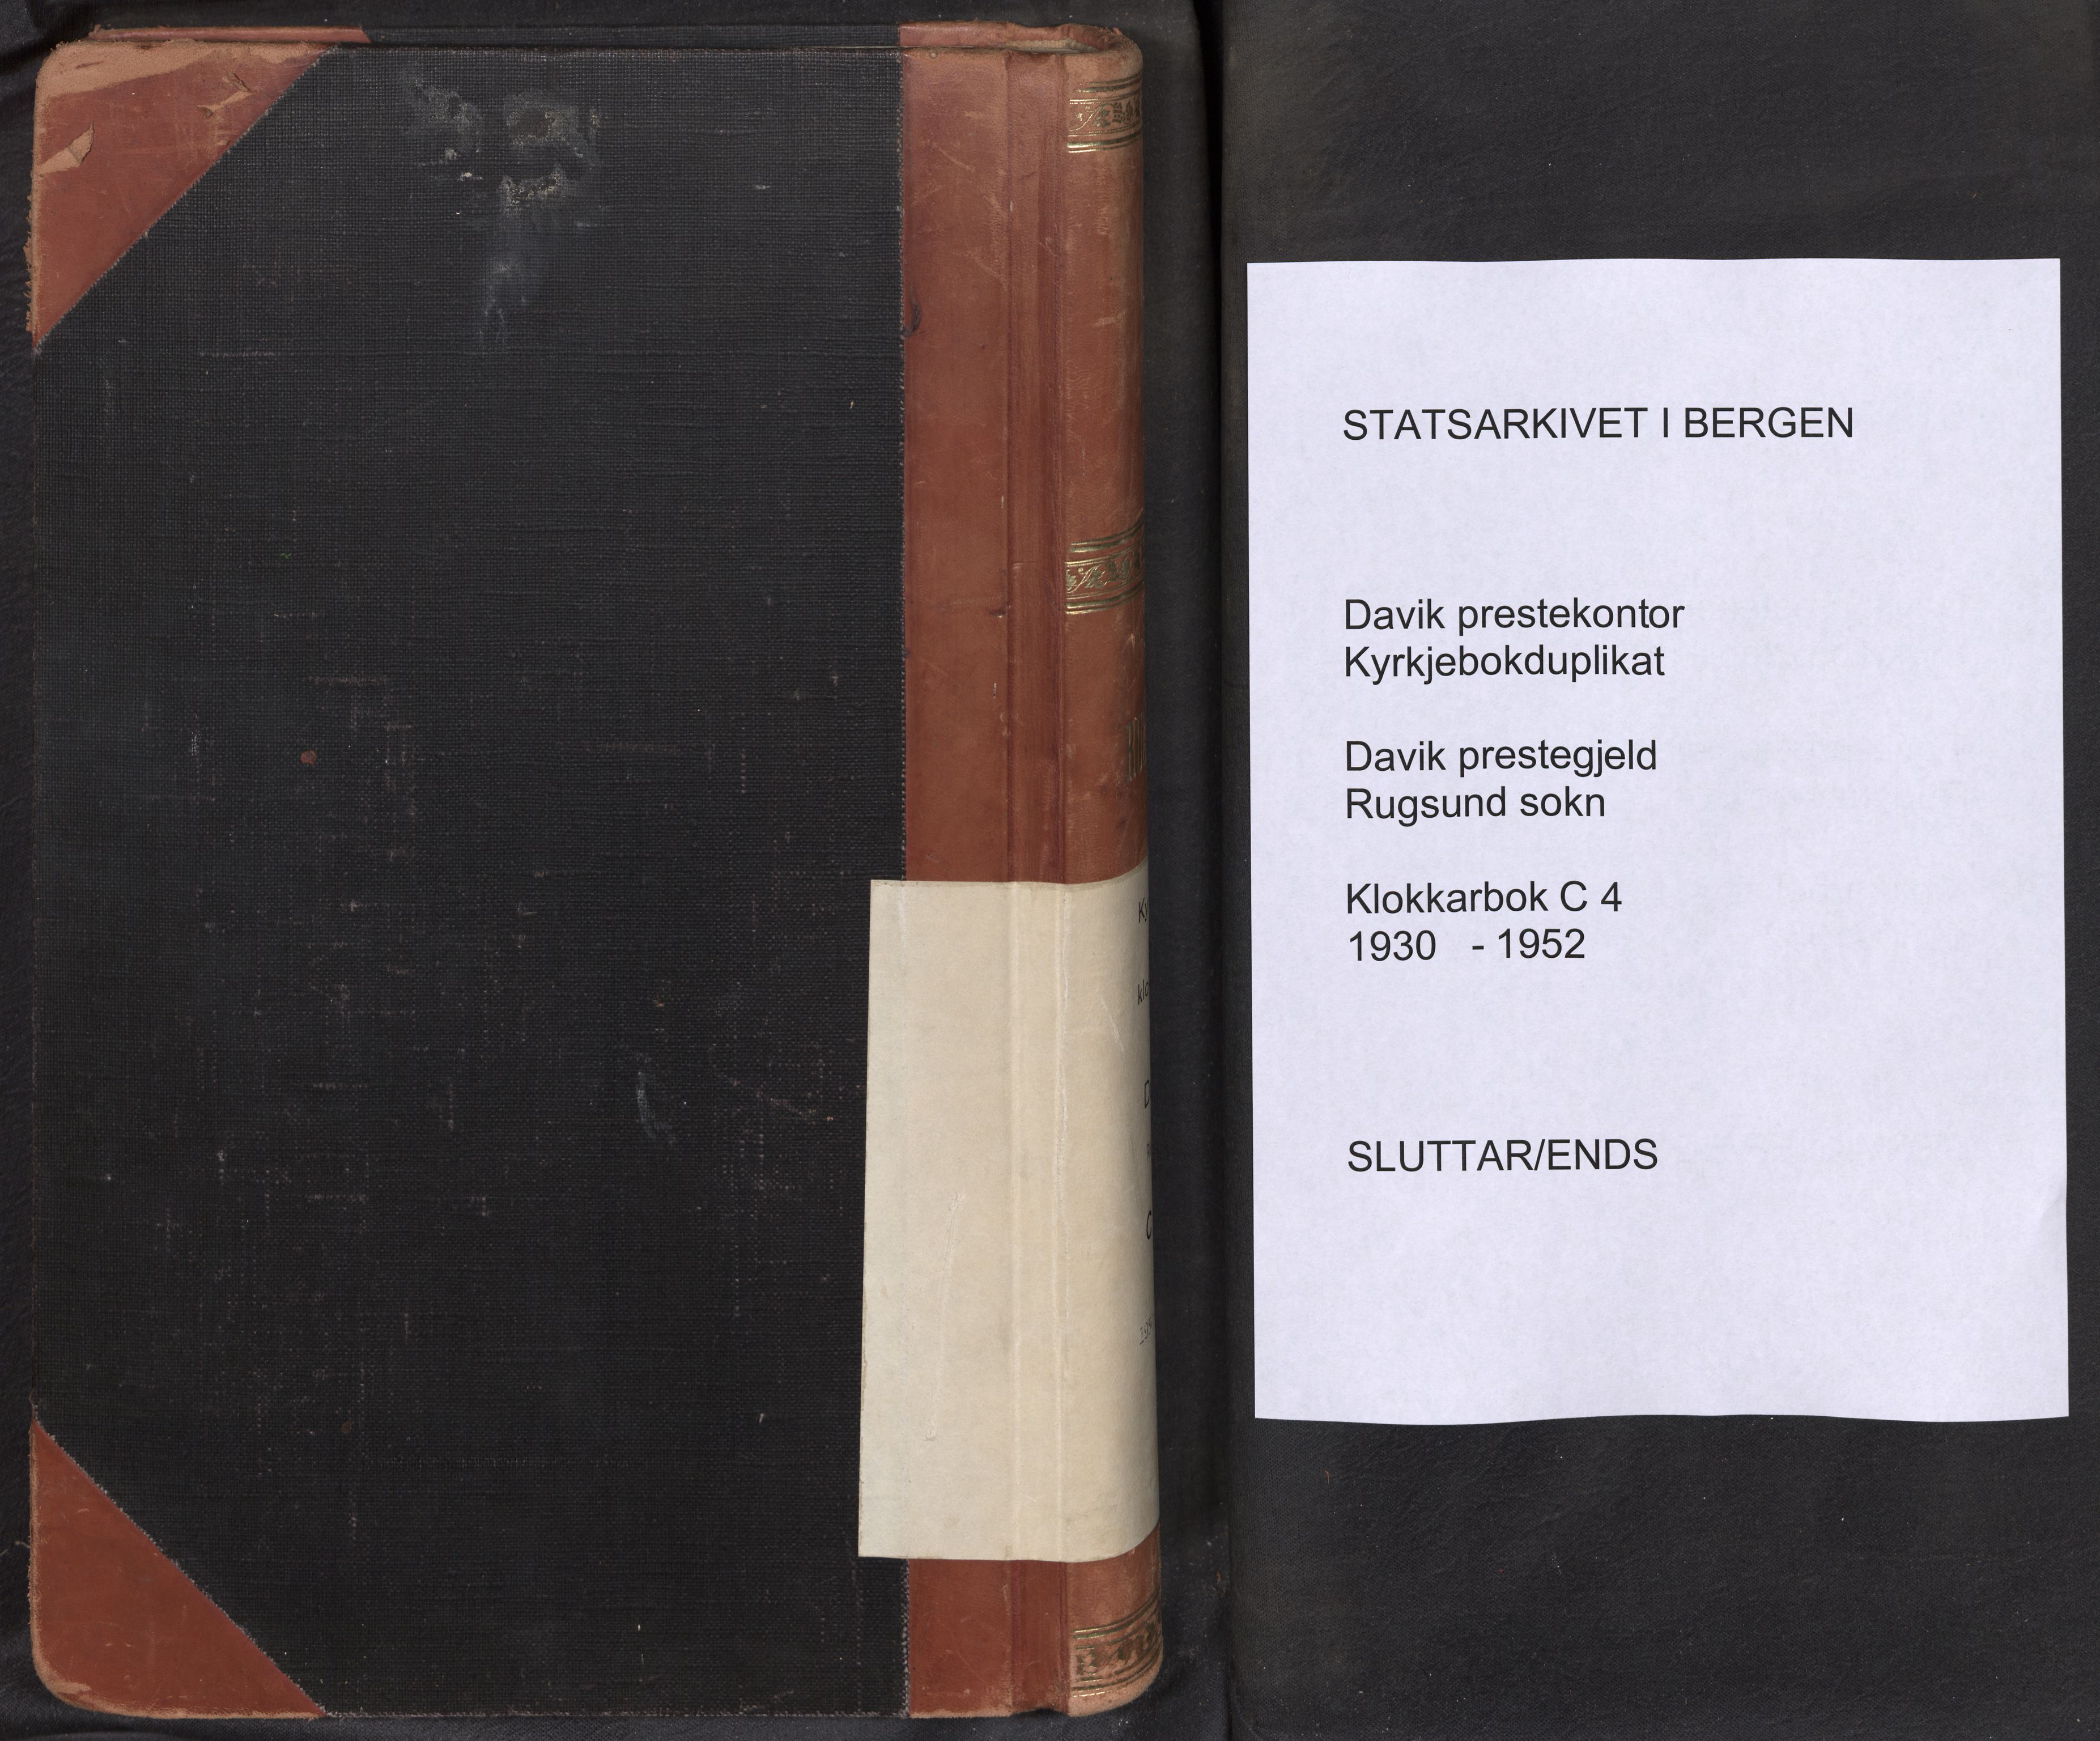 STATSARKIVET I BERGEN
Davik prestekontor
Kyrkjebokduplikat
Davik prestegjeld
Rugsund sokn
Klokkarbok C 4
1930 - 1952
SLUTTAR/ENDS